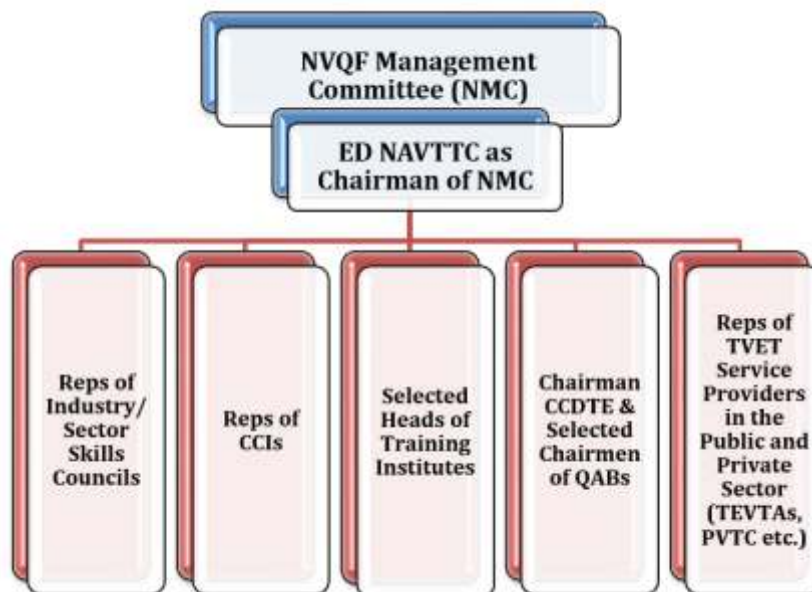 NVQF Management
Committee (NMC)
ED NAVTTC as
Chairman of NMC
Reps of
Industry/
Sector
Skills
Councils
Reps of
CCIs
Selected
Heads of
Training
Institutes
Chairman
CCDTE &
Selected
Chairmen
of QABs
Reps of
TVET
Service
Providers
in the
Public and
Private
Sector
(TEVTAs,
PVTC etc.)